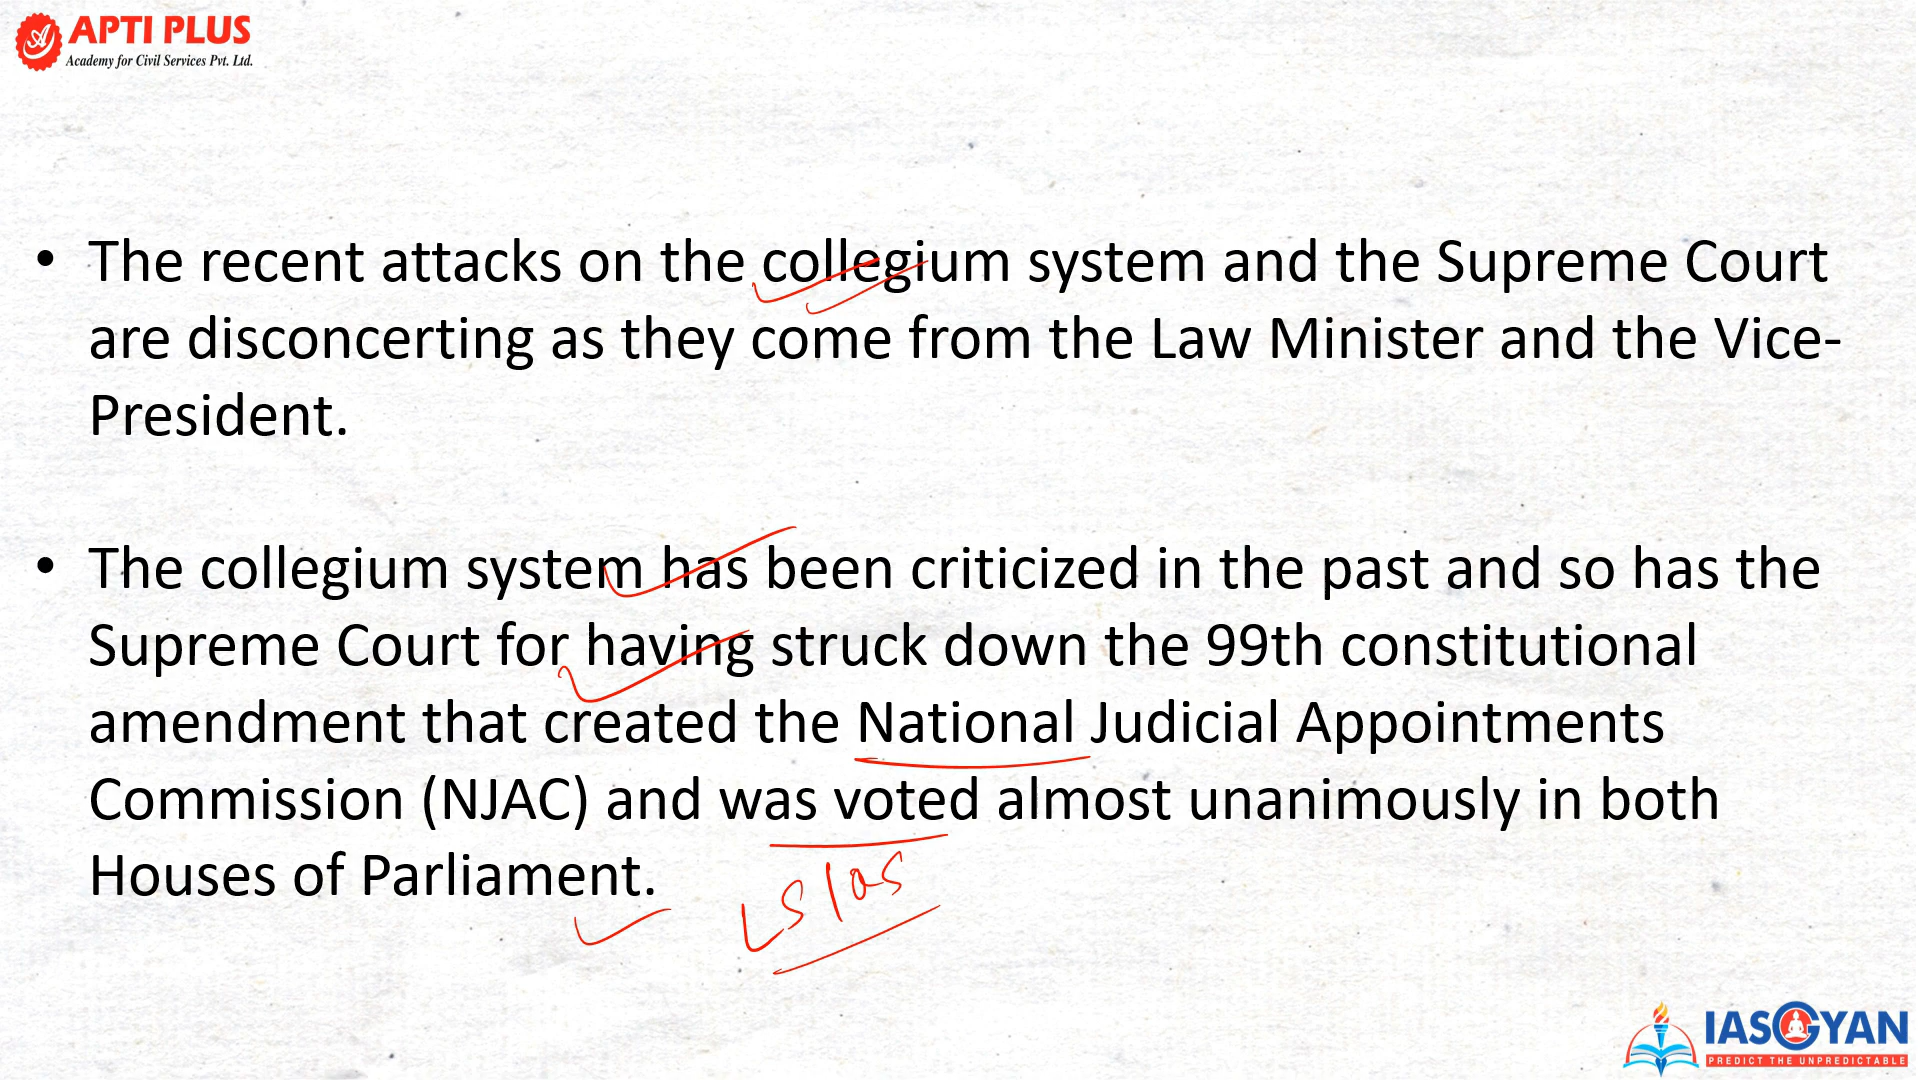 APTI PLUS
Academy for Civil Services Pvt. Ltd.
• The recent attacks on the collegium system and the Supreme Court
are disconcerting as they come from the Law Minister and the Vice-
President.
• The collegium system has been criticized in the past and so has the
Supreme Court for having struck down the 99th constitutional
amendment that created the National Judicial Appointments
Commission (NJAC) and was voted almost unanimously in both
Houses of Parliament.
IASGYAN
PREDICT THE UNPREDICTABLE